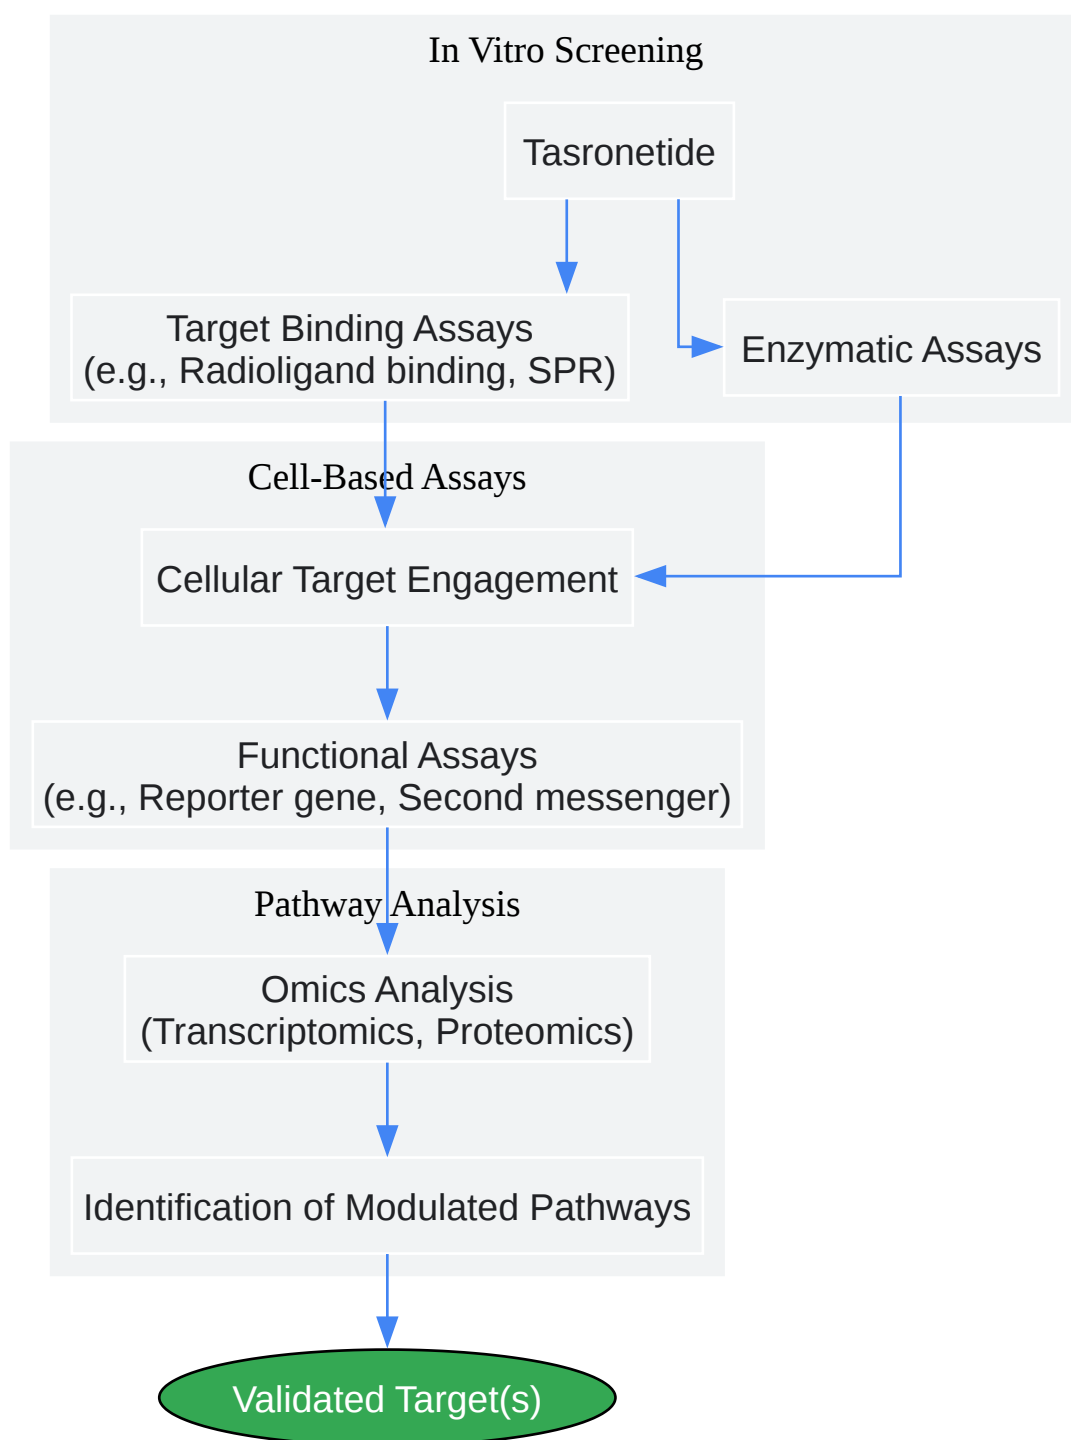 In Vitro Screening
Tasronetide
Target Binding Assays
(e.g., Radioligand binding, SPR)
Enzymatic Assays
Cell-Based Assays
Cellular Target Engagement
Functional Assays
(e.g., Reporter gene, Second messenger)
Pathway Analysis
Omics Analysis
(Transcriptomics, Proteomics)
Identification of Modulated Pathways
Validated Target(s)